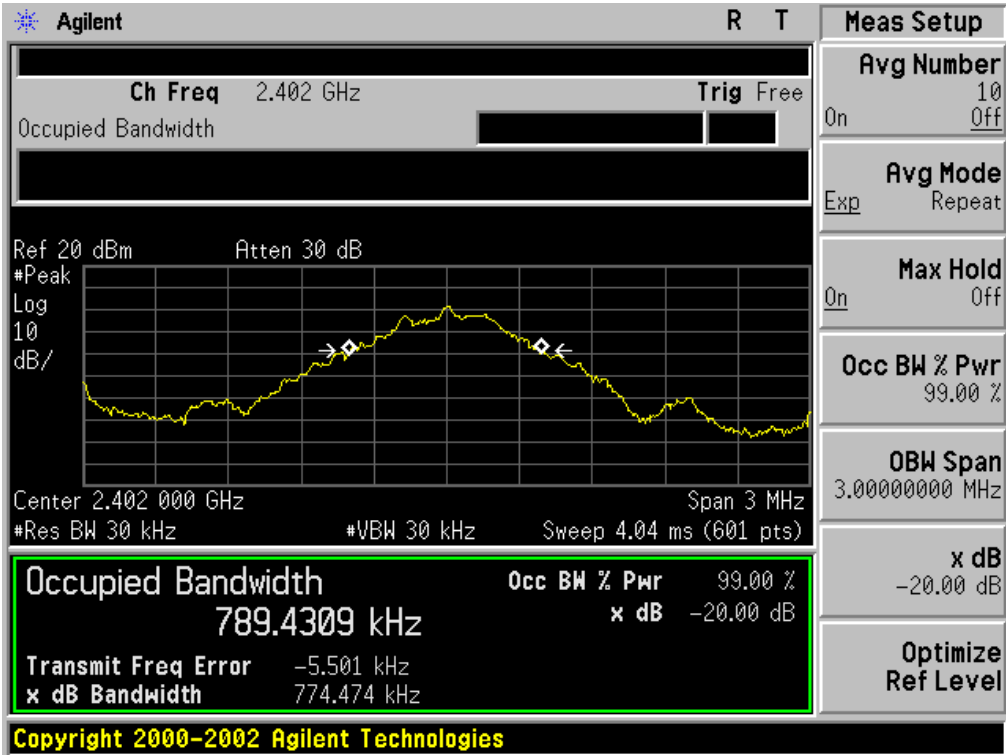 Agilent R T
Ch Freq 2.402 GHz Trig Free
Occupied Bandwidth
Ref 20 dBm Atten 30 dB
#Peak
Log
10
dB/
Center 2.402 000 GHz Span 3 MHz
#Res BW 30 kHz #VBW 30 kHz Sweep 4.04 ms (601 pts)
Occupied Bandwidth Occ BW % Pwr 99.00 %
789.4309 kHz x dB -20.00 dB
Transmit Freq Error -5.501 kHz
x dB Bandwidth 774.474 kHz
Copyright 2000-2002 Agilent Technologies
Meas Setup
Avg Number
10
On Off
Avg Mode
Exp Repeat
Max Hold
On Off
Occ BW % Pwr
99.00 %
OBW Span
3.00000000 MHz
x dB
-20.00 dB
Optimize
Ref Level